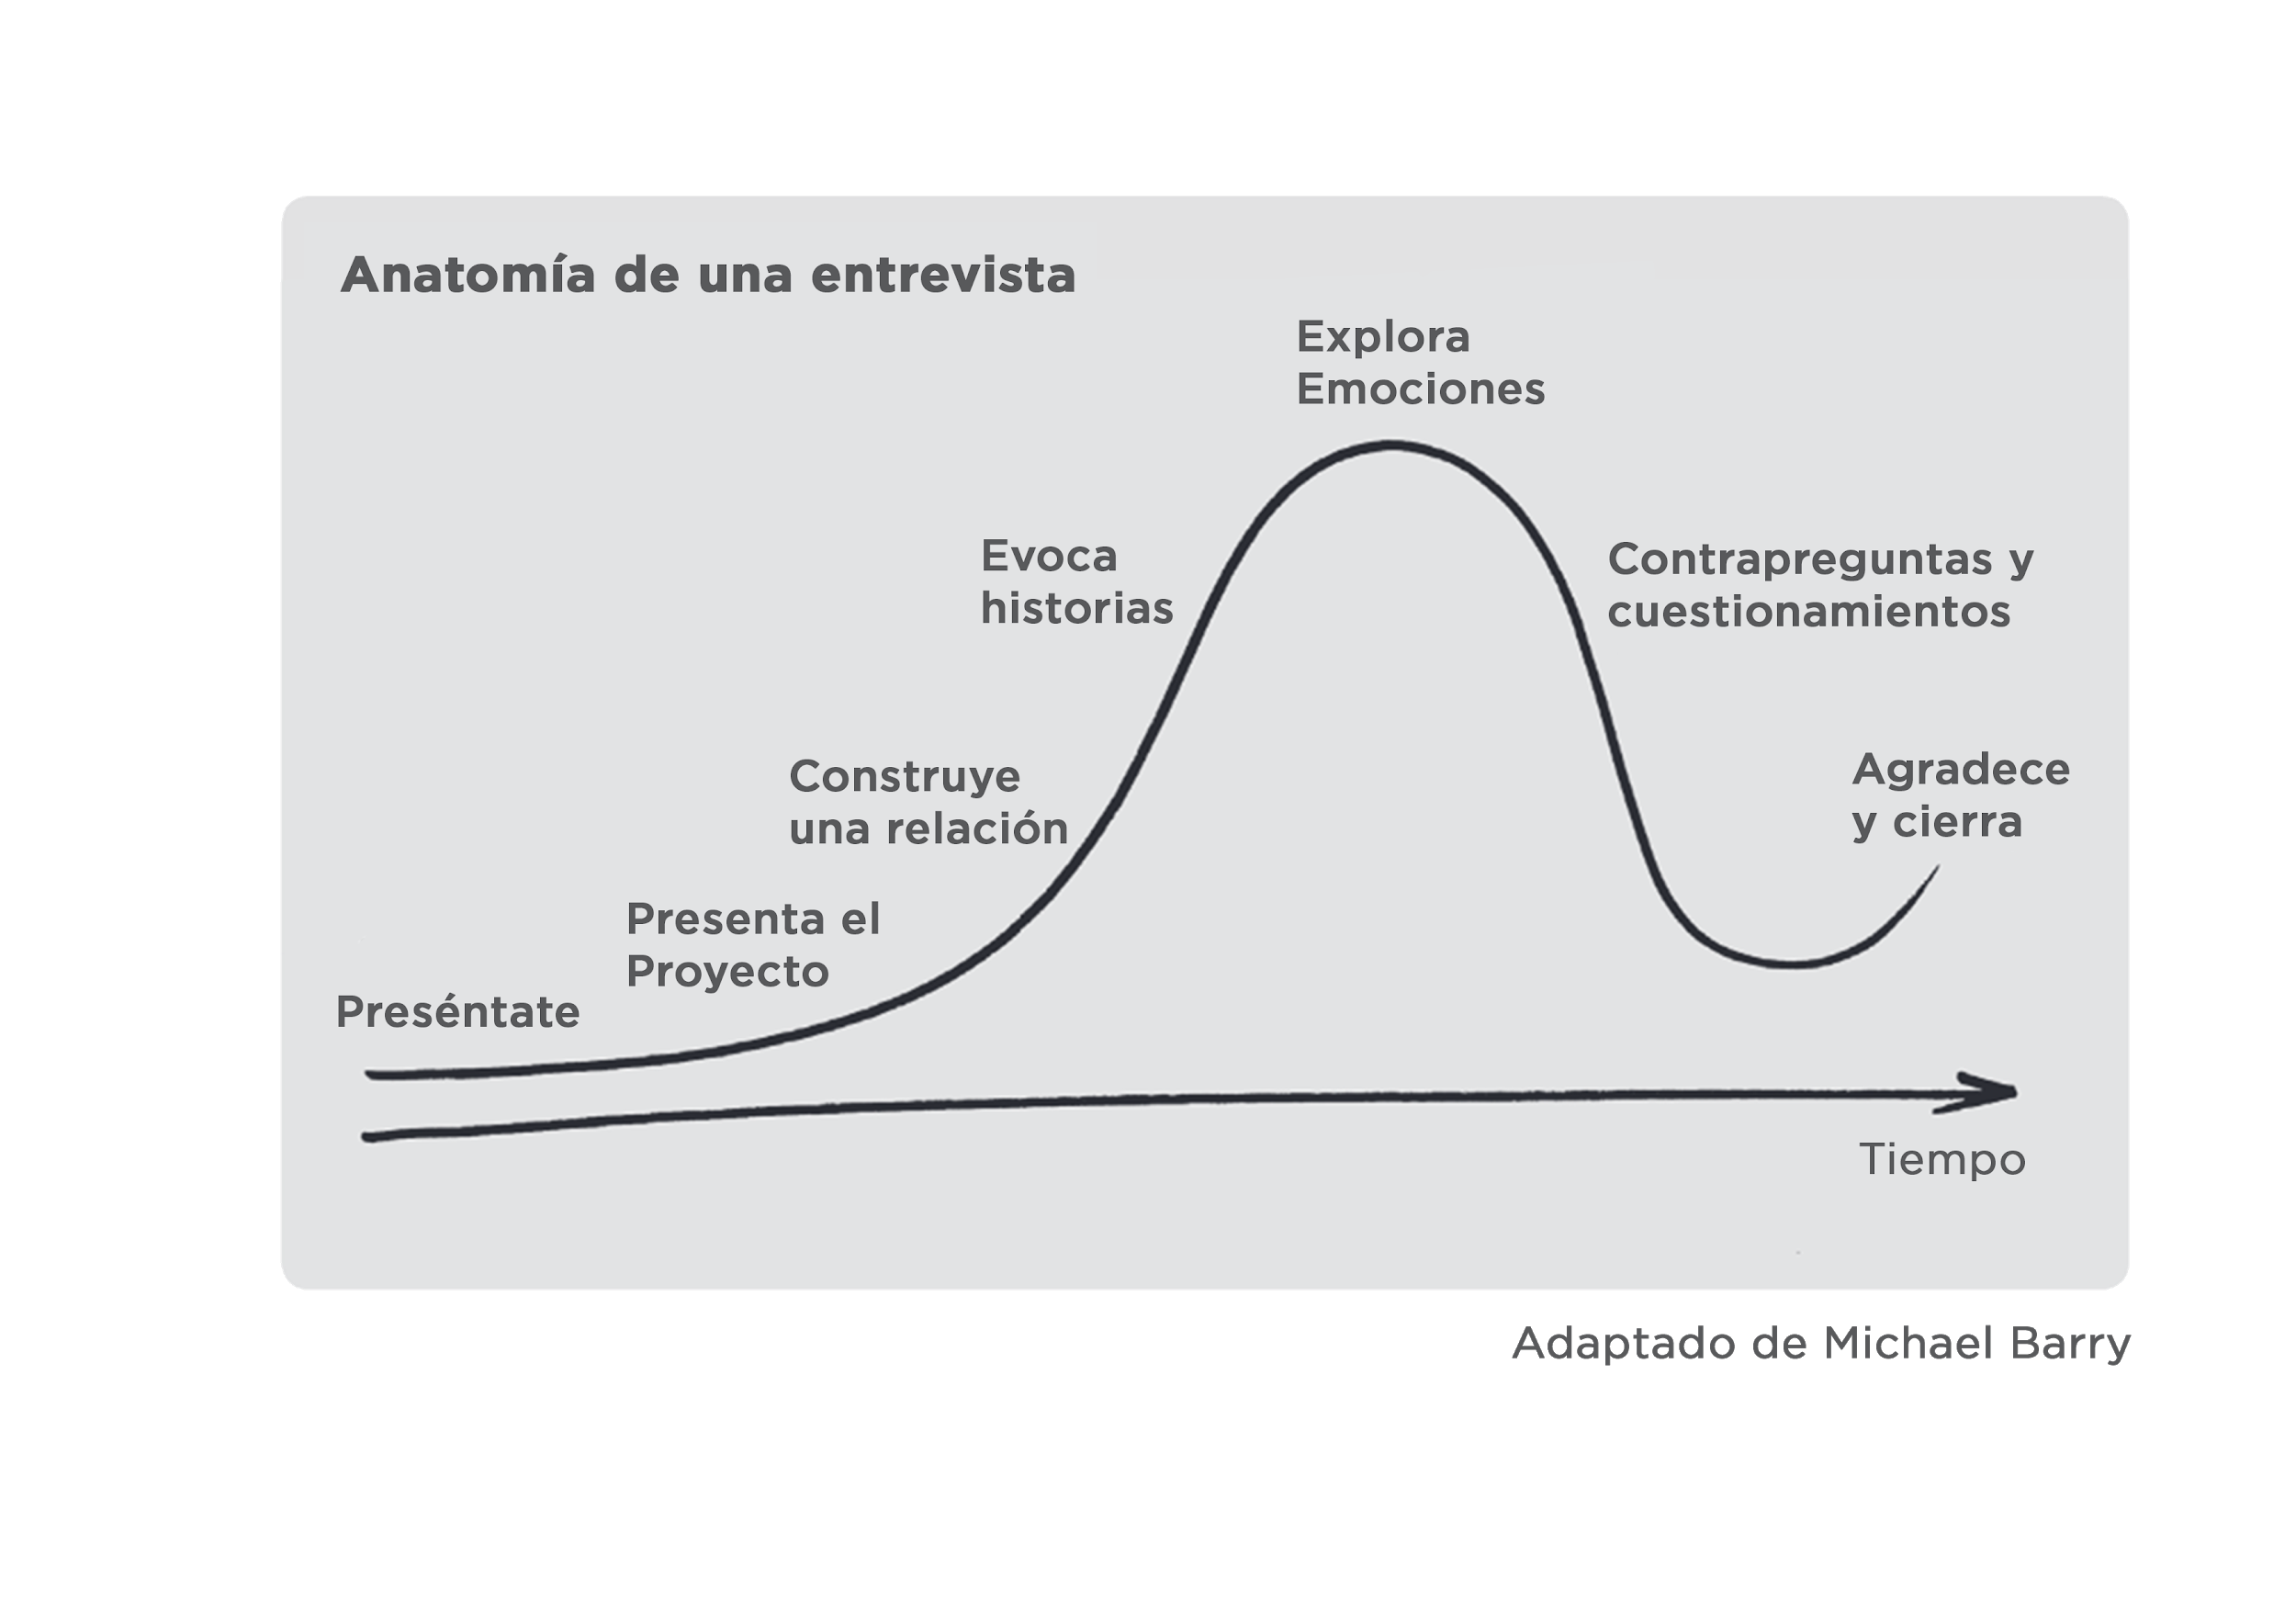 Anatomía de una entrevista
Explora
Emociones
Evoca
historias
Contrapreguntas y
cuestionamientos
Construye
una relación
Agradece
y cierra
Presenta el
Proyecto
Preséntate
Tiempo
Adaptado de Michael Barry